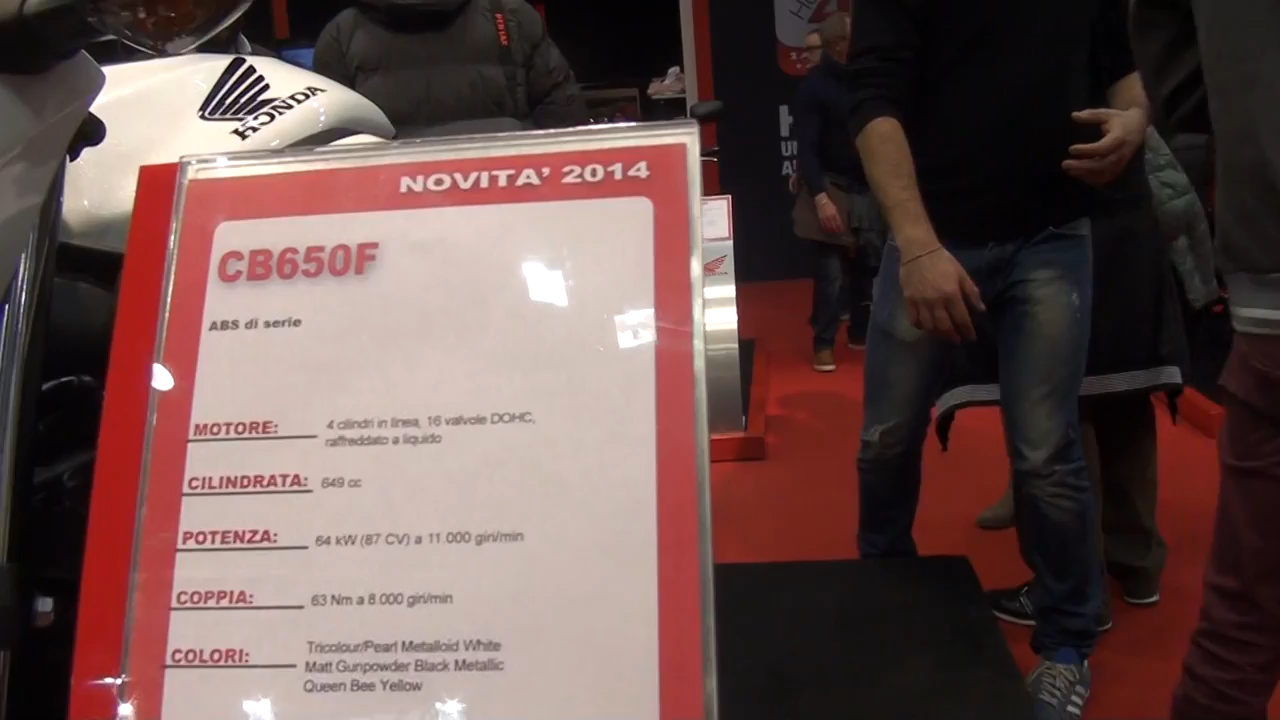 HONDA
NOVITA' 2014
CB650F
ABS di serie
MOTORE: 4 cilindri in linea, 16 valvole DOHC,
raffreddato a liquido
CILINDRATA: 649 cc
POTENZA: 64 kW (87 CV) a 11.000 giri/min
COPPIA: 63 Nm a 8.000 giri/min
COLORI: Tricolour/Pearl Metalloid White
Matt Gunpowder Black Metallic
Queen Bee Yellow